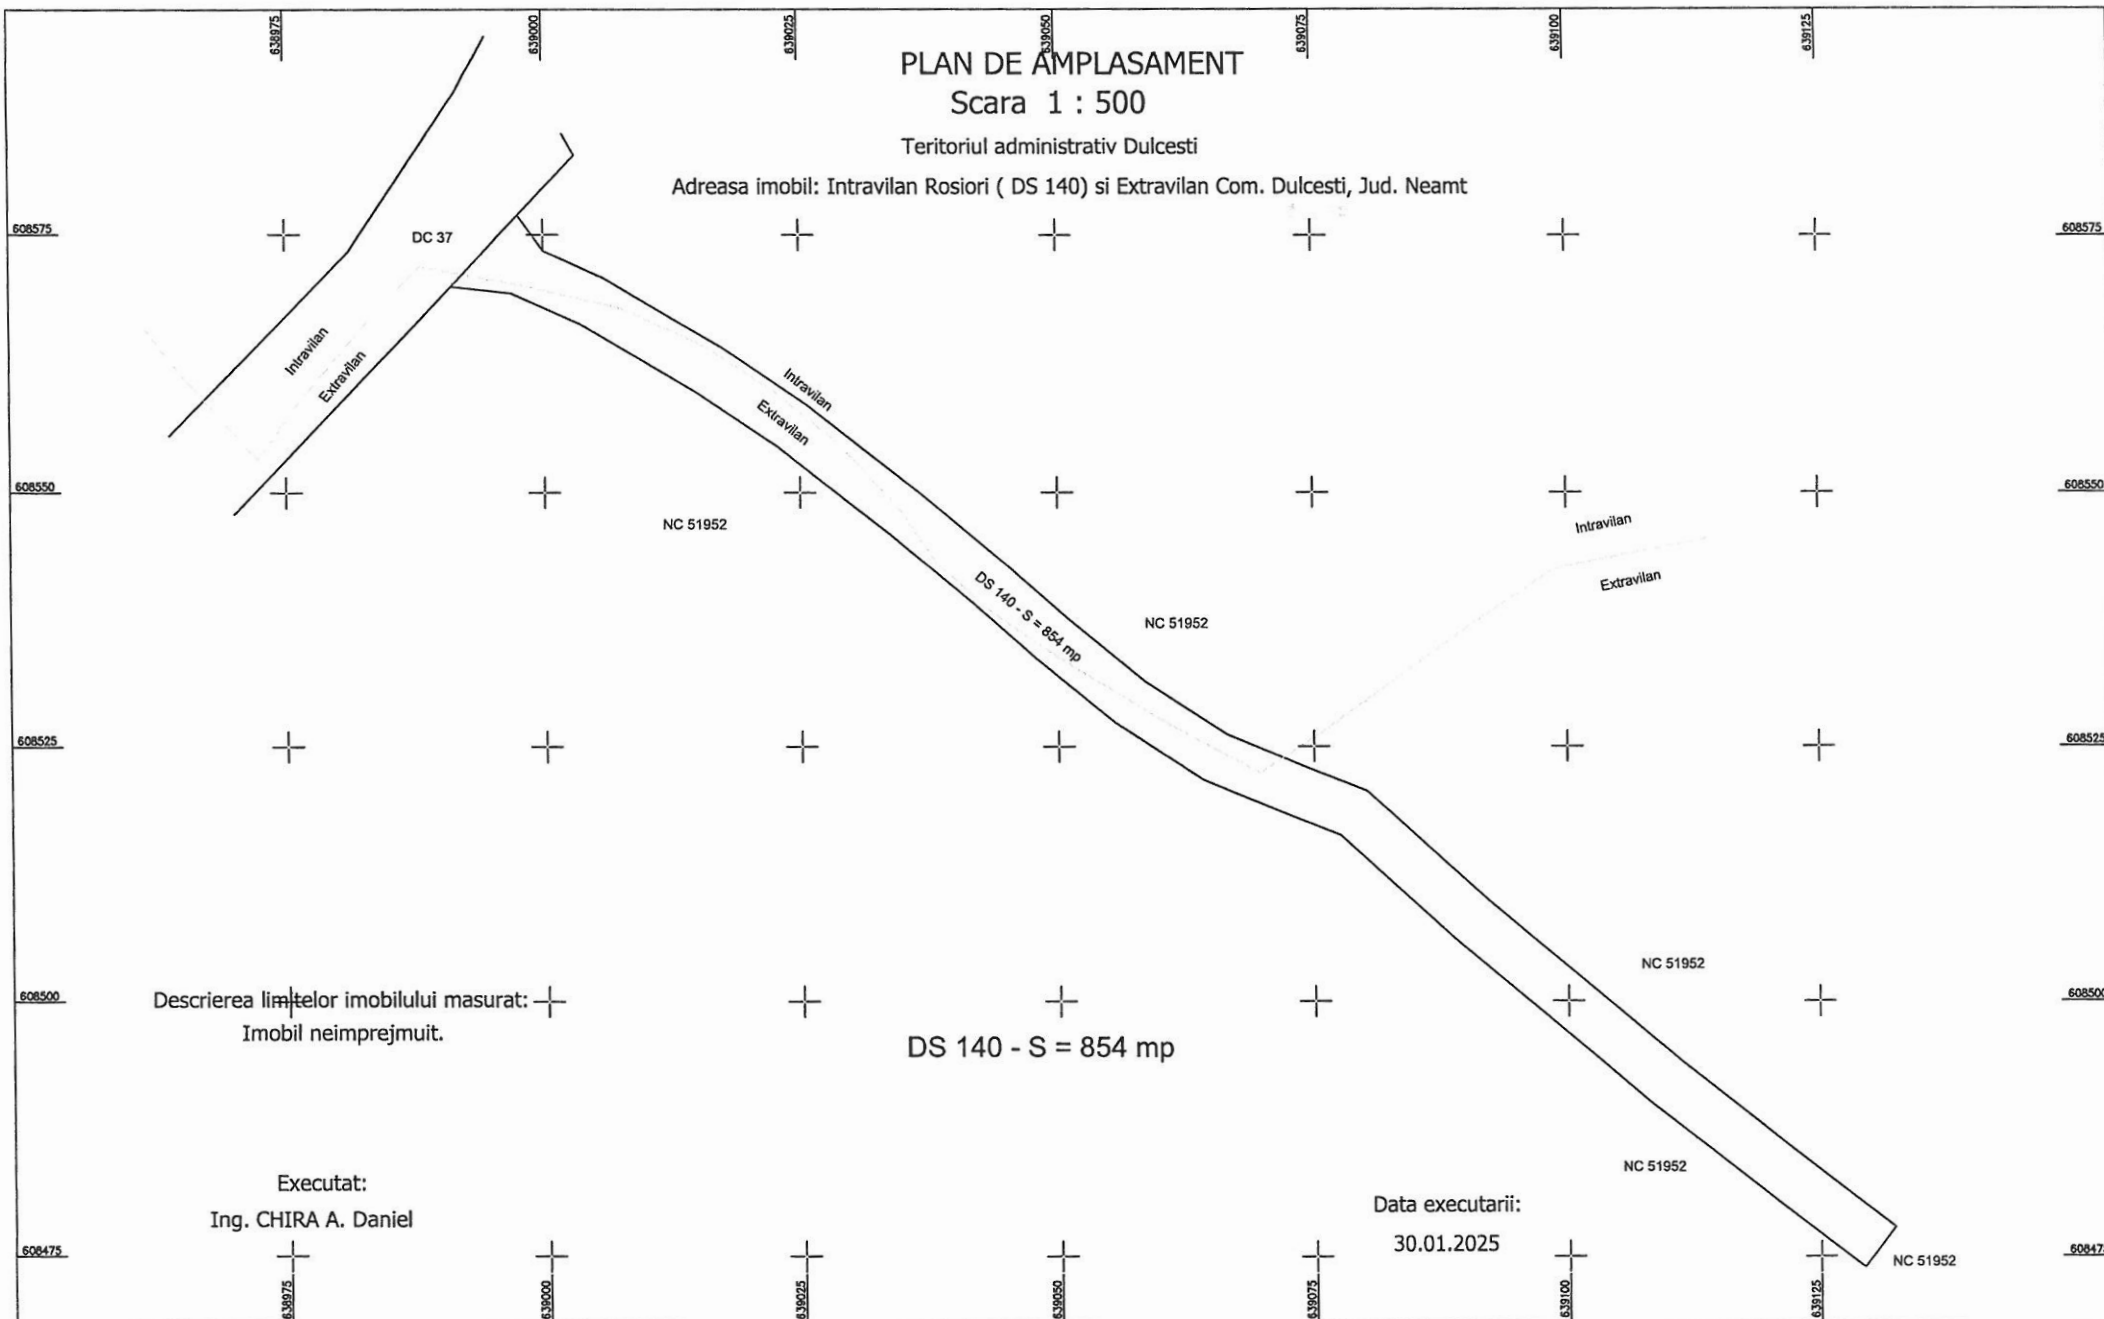 638975 639000 639025 639050 639075 639100 639125
PLAN DE AMPLASAMENT
Scara 1 : 500
Teritoriul administrativ Dulcesti
Adreasa imobil: Intravilan Rosiori ( DS 140) si Extravilan Com. Dulcesti, Jud. Neamt
608575
DC 37
608575
Intravilan
Extravilan
Intravilan
Extravilan
608550
608550
NC 51952
Intravilan
Extravilan
DS 140 - S = 854 mp
NC 51952
608525
608525
NC 51952
608500
Descrierea limitelor imobilului masurat:
608500
Imobil neimprejmuit.
DS 140 - S = 854 mp
NC 51952
Executat:
Data executarii:
Ing. CHIRA A. Daniel
30.01.2025
608475
60847
NC 51952
638975 639000 639025 639050 639075 639100 639125